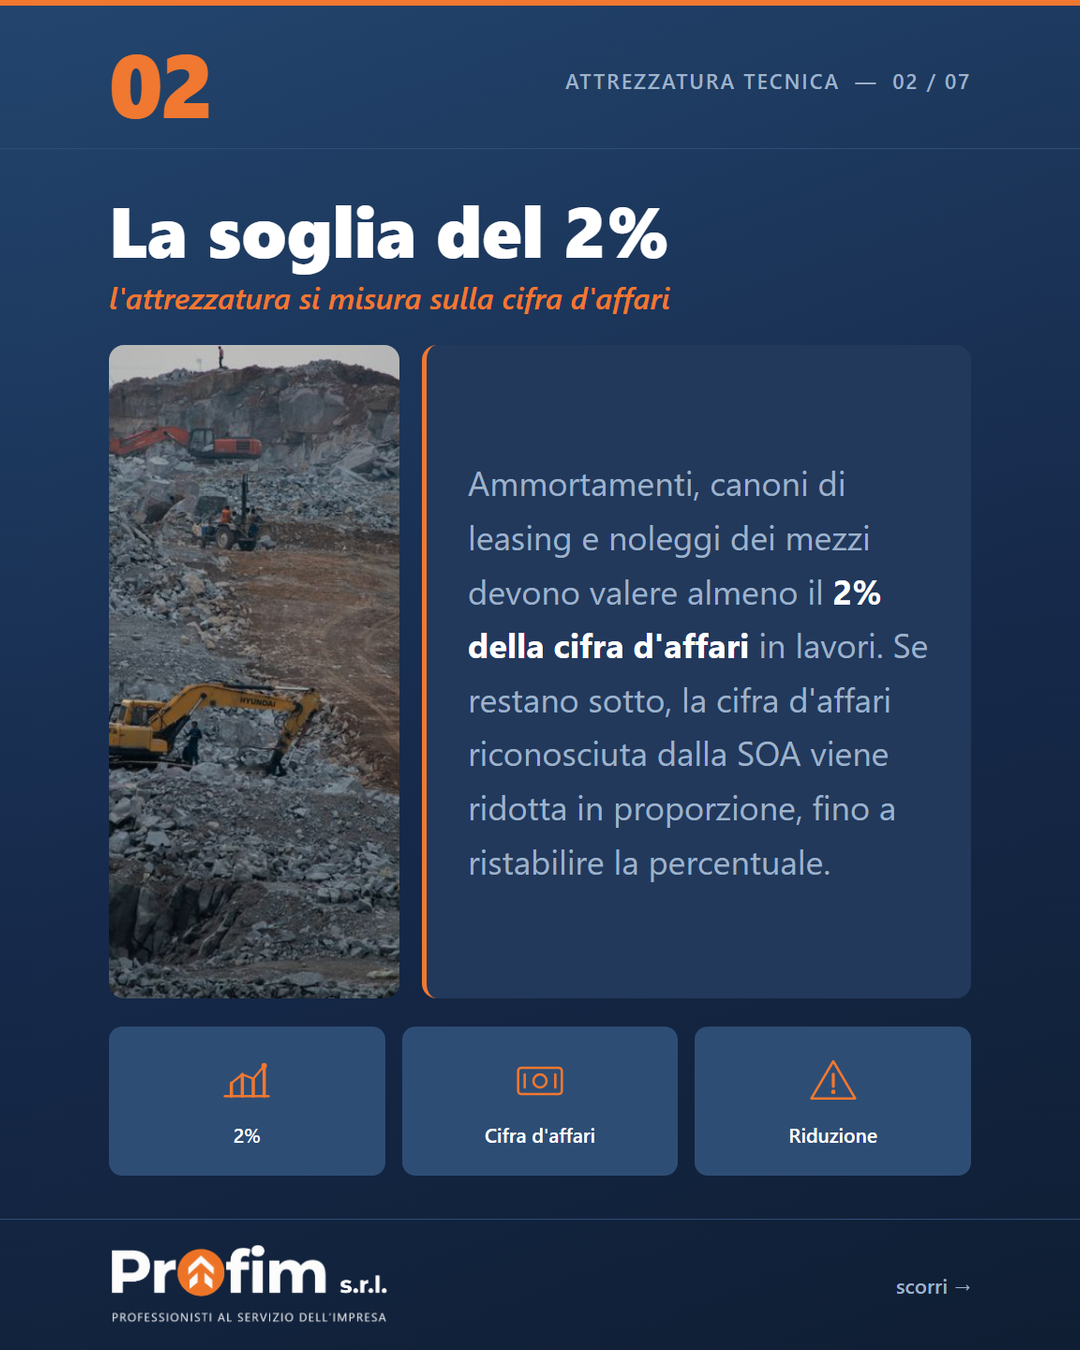 02
ATTREZZATURA TECNICA — 02 / 07
La soglia del 2%
l'attrezzatura si misura sulla cifra d'affari
HYUNDAI
Ammortamenti, canoni di
leasing e noleggi dei mezzi
devono valere almeno il 2%
della cifra d'affari in lavori. Se
restano sotto, la cifra d'affari
riconosciuta dalla SOA viene
ridotta in proporzione, fino a
ristabilire la percentuale.
2%
Cifra d'affari
Riduzione
Profim s.r.l.
PROFESSIONISTI AL SERVIZIO DELL'IMPRESA
scorri →